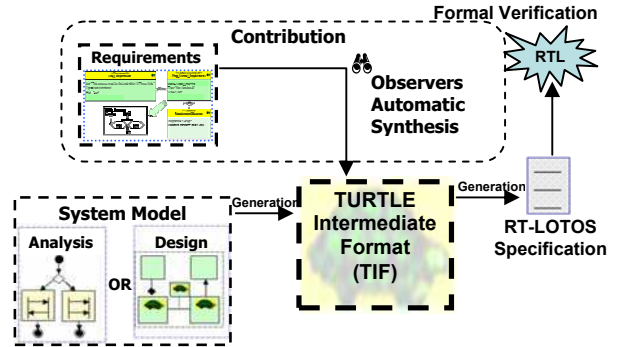 Formal Verification
Contribution
RTL
Requirements
Observers
Automatic
Synthesis
Generation
TURTLE
Intermediate
Format
(TIF)
Generation
RT-LOTOS
Specification
System Model
Analysis
Design
OR